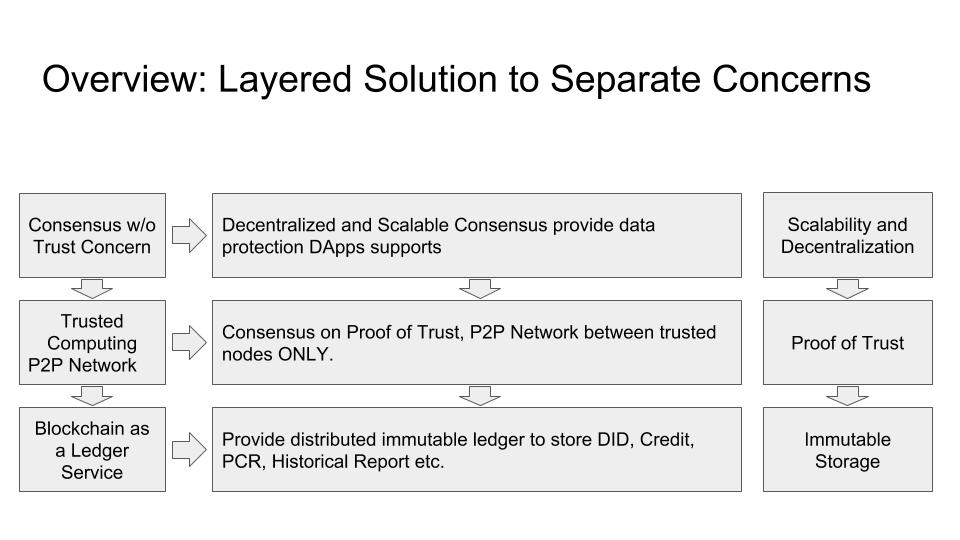 Overview: Layered Solution to Separate Concerns
Consensus w/o
Trust Concern
Decentralized and Scalable Consensus provide data
protection DApps supports
Scalability and
Decentralization
Trusted
Computing
P2P Network
Consensus on Proof of Trust, P2P Network between trusted
nodes ONLY.
Proof of Trust
Blockchain as
a Ledger
Service
Provide distributed immutable ledger to store DID, Credit,
PCR, Historical Report etc.
Immutable
Storage